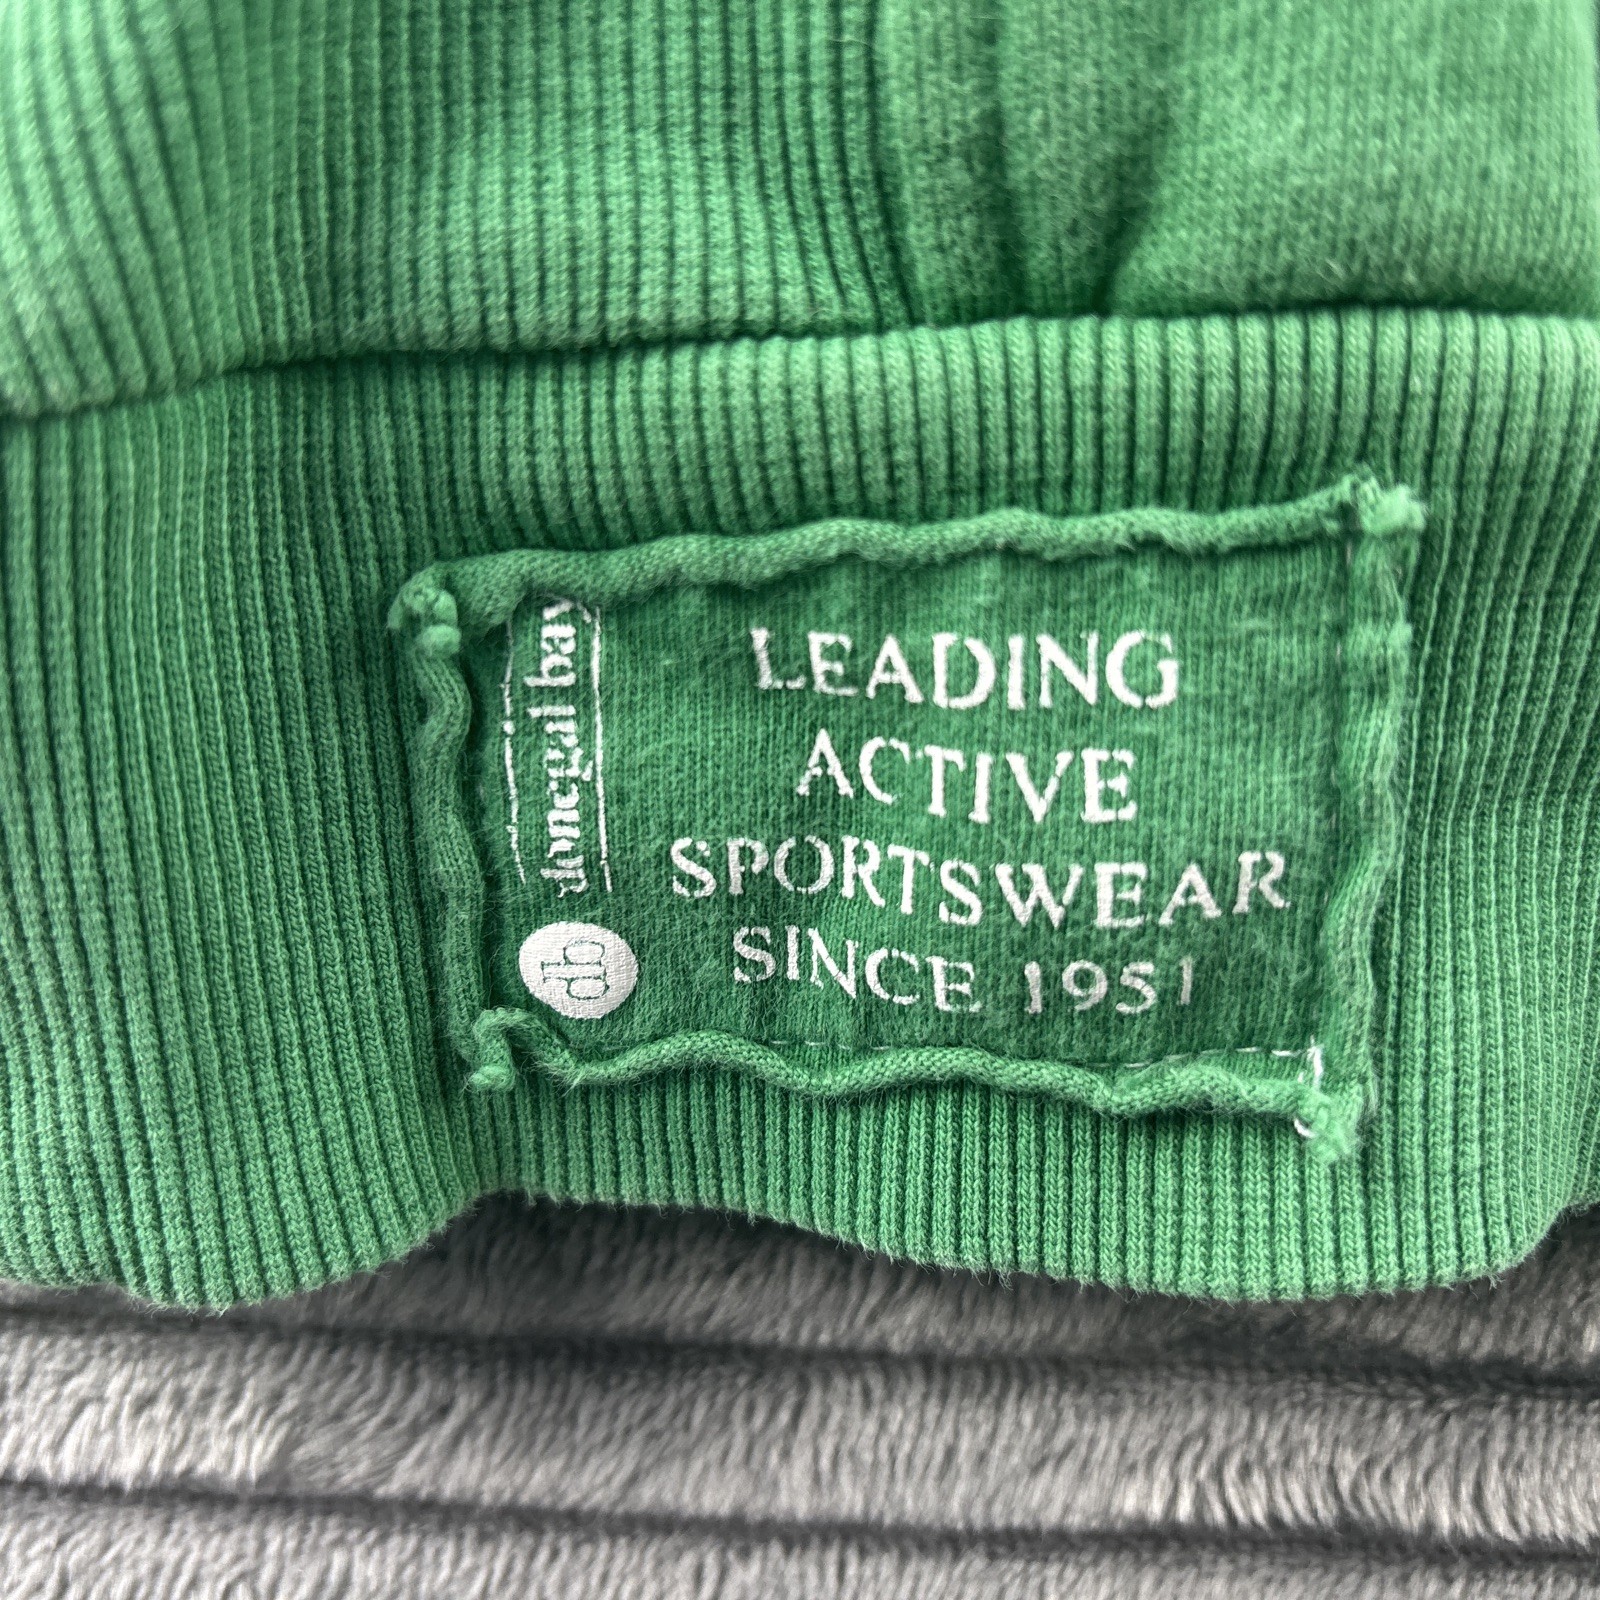 donegal bay
db
LEADING
ACTIVE
SPORTSWEAR
SINCE 1951